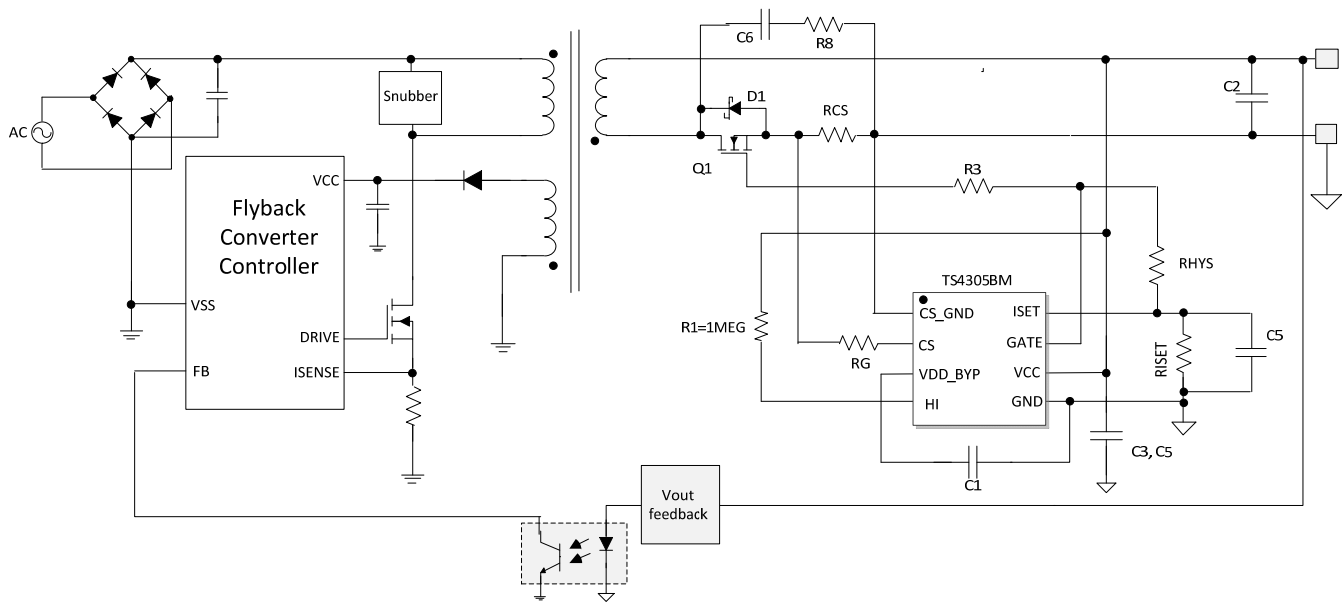 C6
R8
Snubber
D1
RCS
C2
AC
Q1
R3
VCC
Flyback
Converter
Controller
VSS
DRIVE
ISENSE
FB
RHYS
TS4305BM
R1=1MEG
CS_GND
CS
VDD_BYP
HI
ISET
GATE
VCC
GND
RG
RISET
C5
C3, C5
C1
Vout
feedback